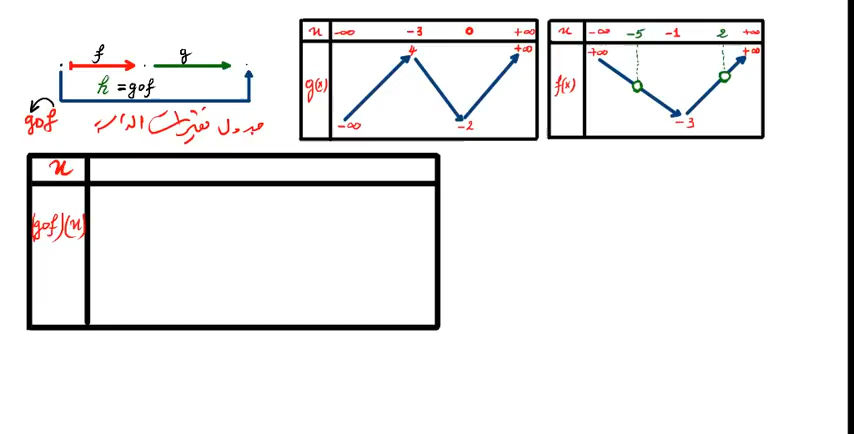 f g
h = gof
gof
جدول تغيرات الدالة
x -∞ -3 0 +∞
g(x) -∞ 4 -2 +∞
x -∞ -5 -1 2 +∞
f(x) +∞ -3 +∞
x
(gof)(x)